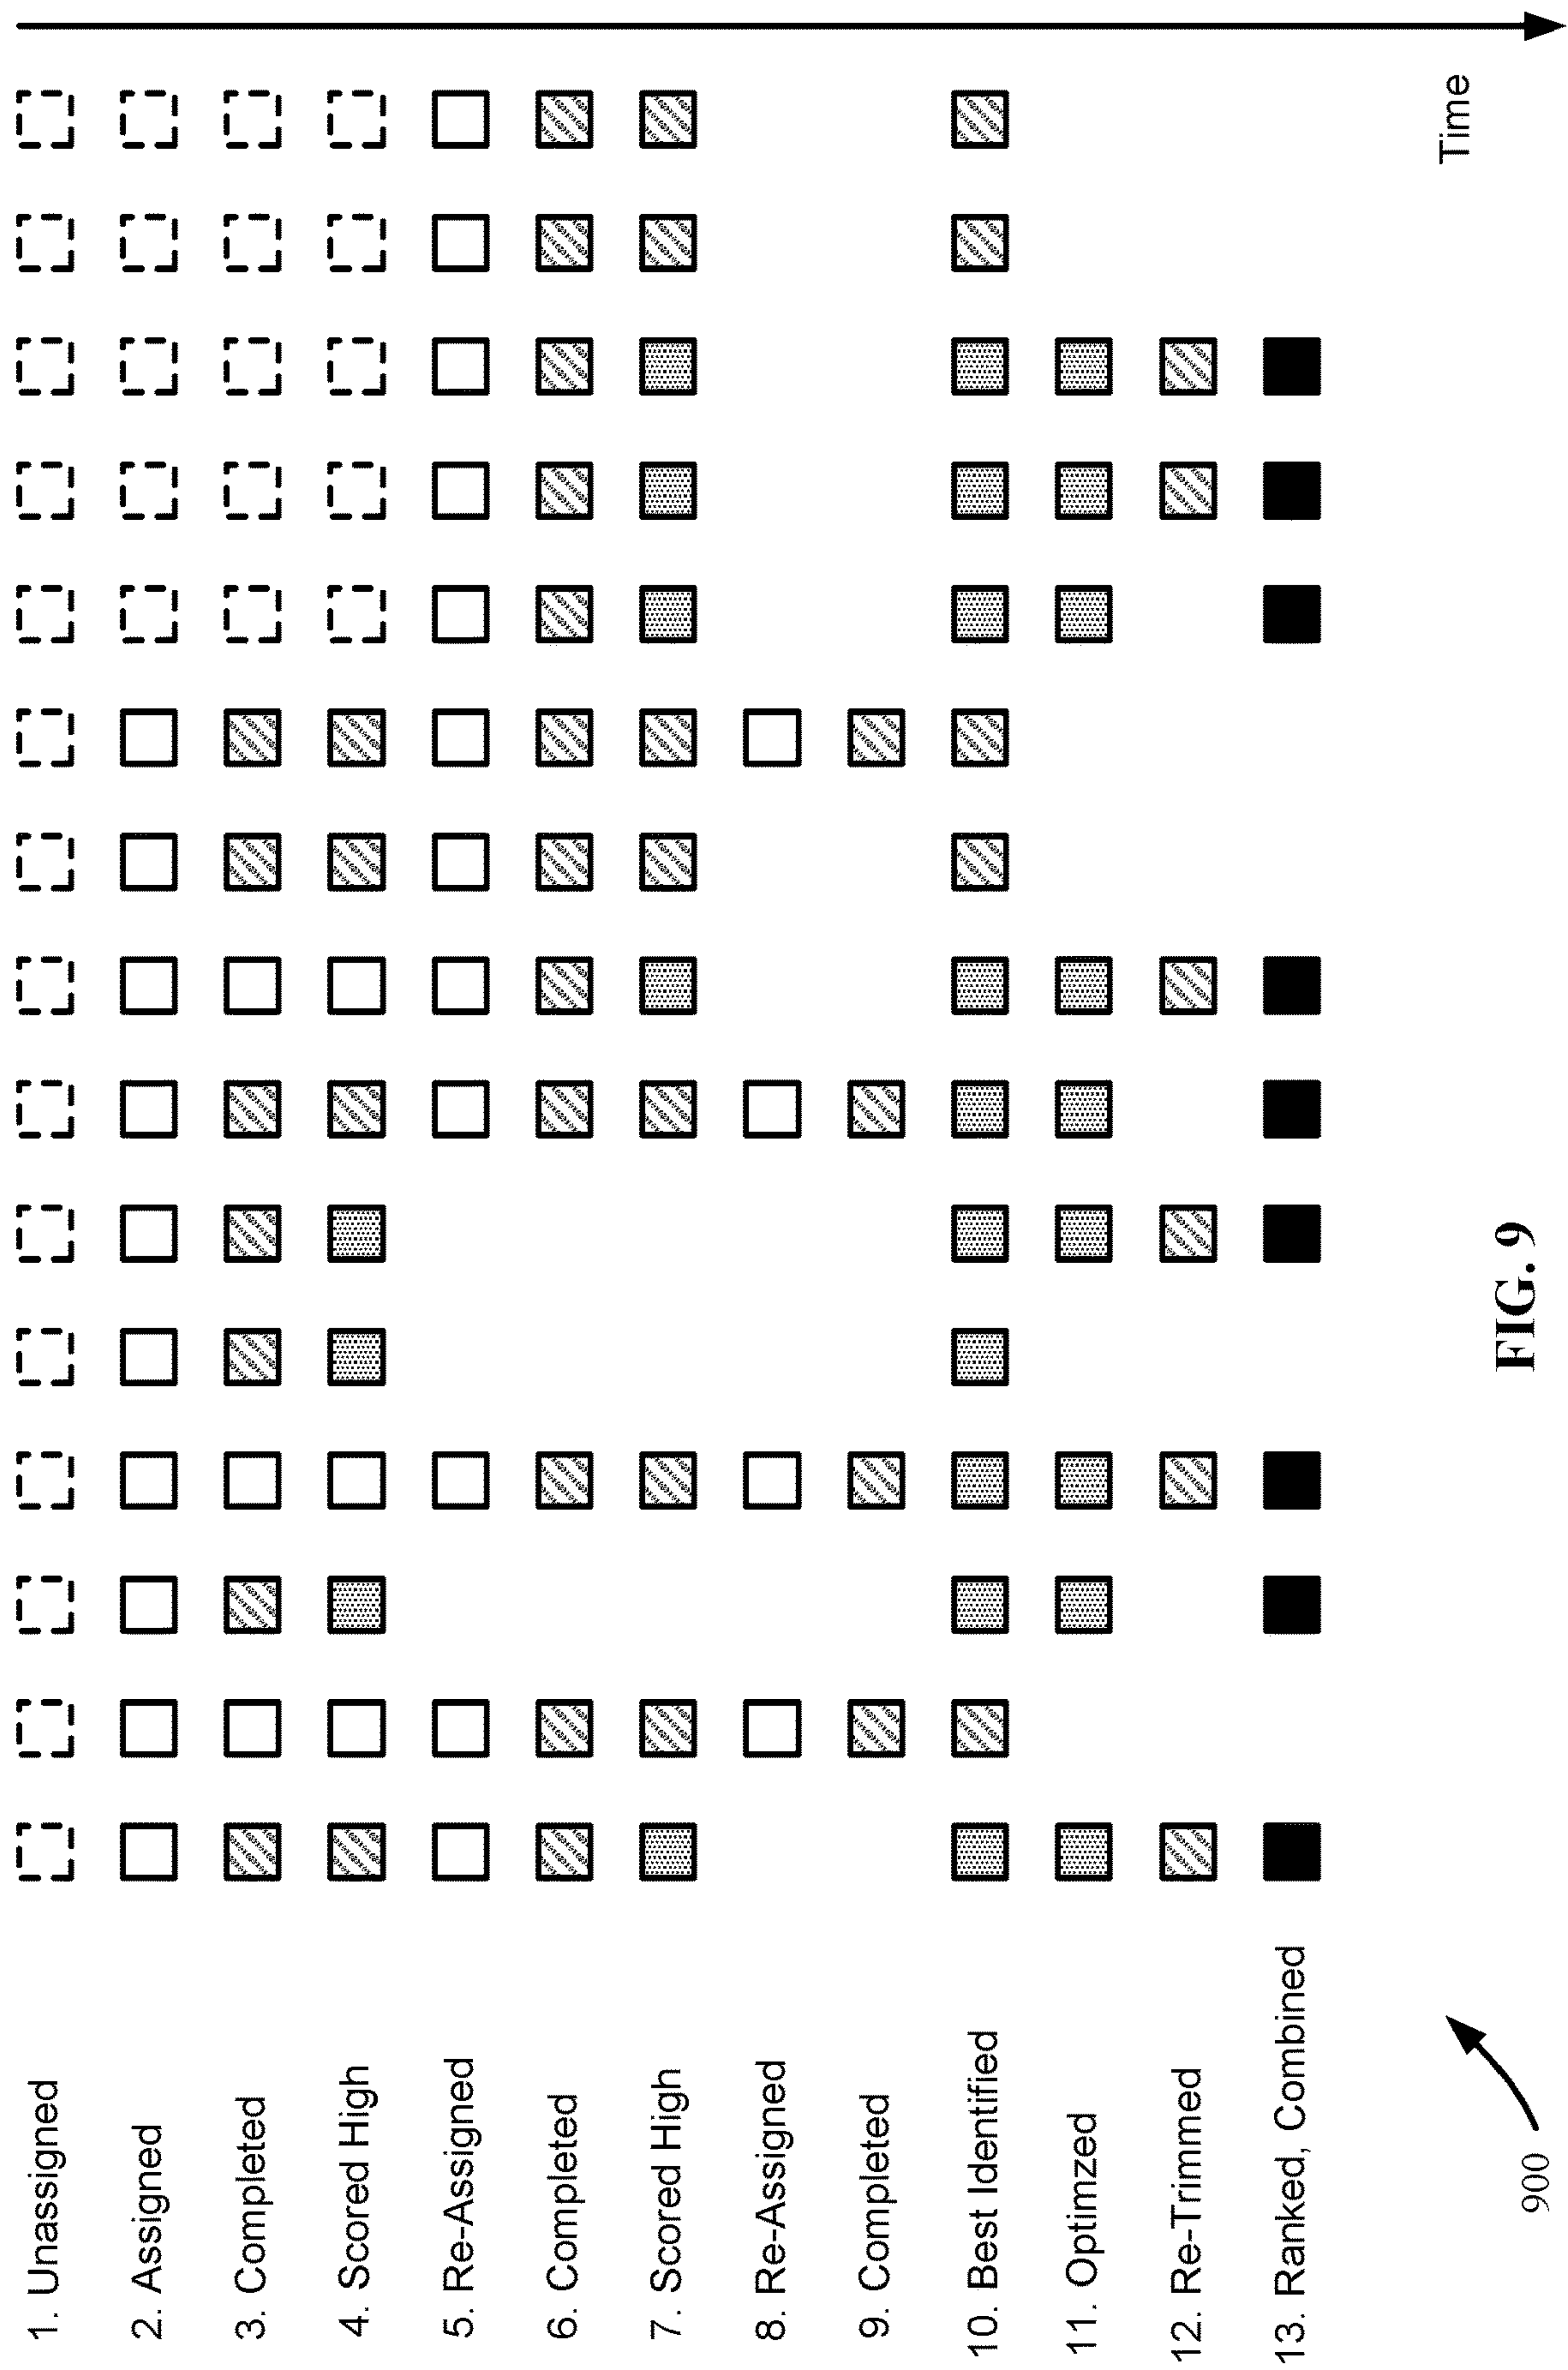 1. Unassigned
2. Assigned
3. Completed
4. Scored High
5. Re-Assigned
6. Completed
7. Scored High
8. Re-Assigned
9. Completed
10. Best Identified
11. Optimzed
12. Re-Trimmed
13. Ranked, Combined
Time
900
FIG. 9